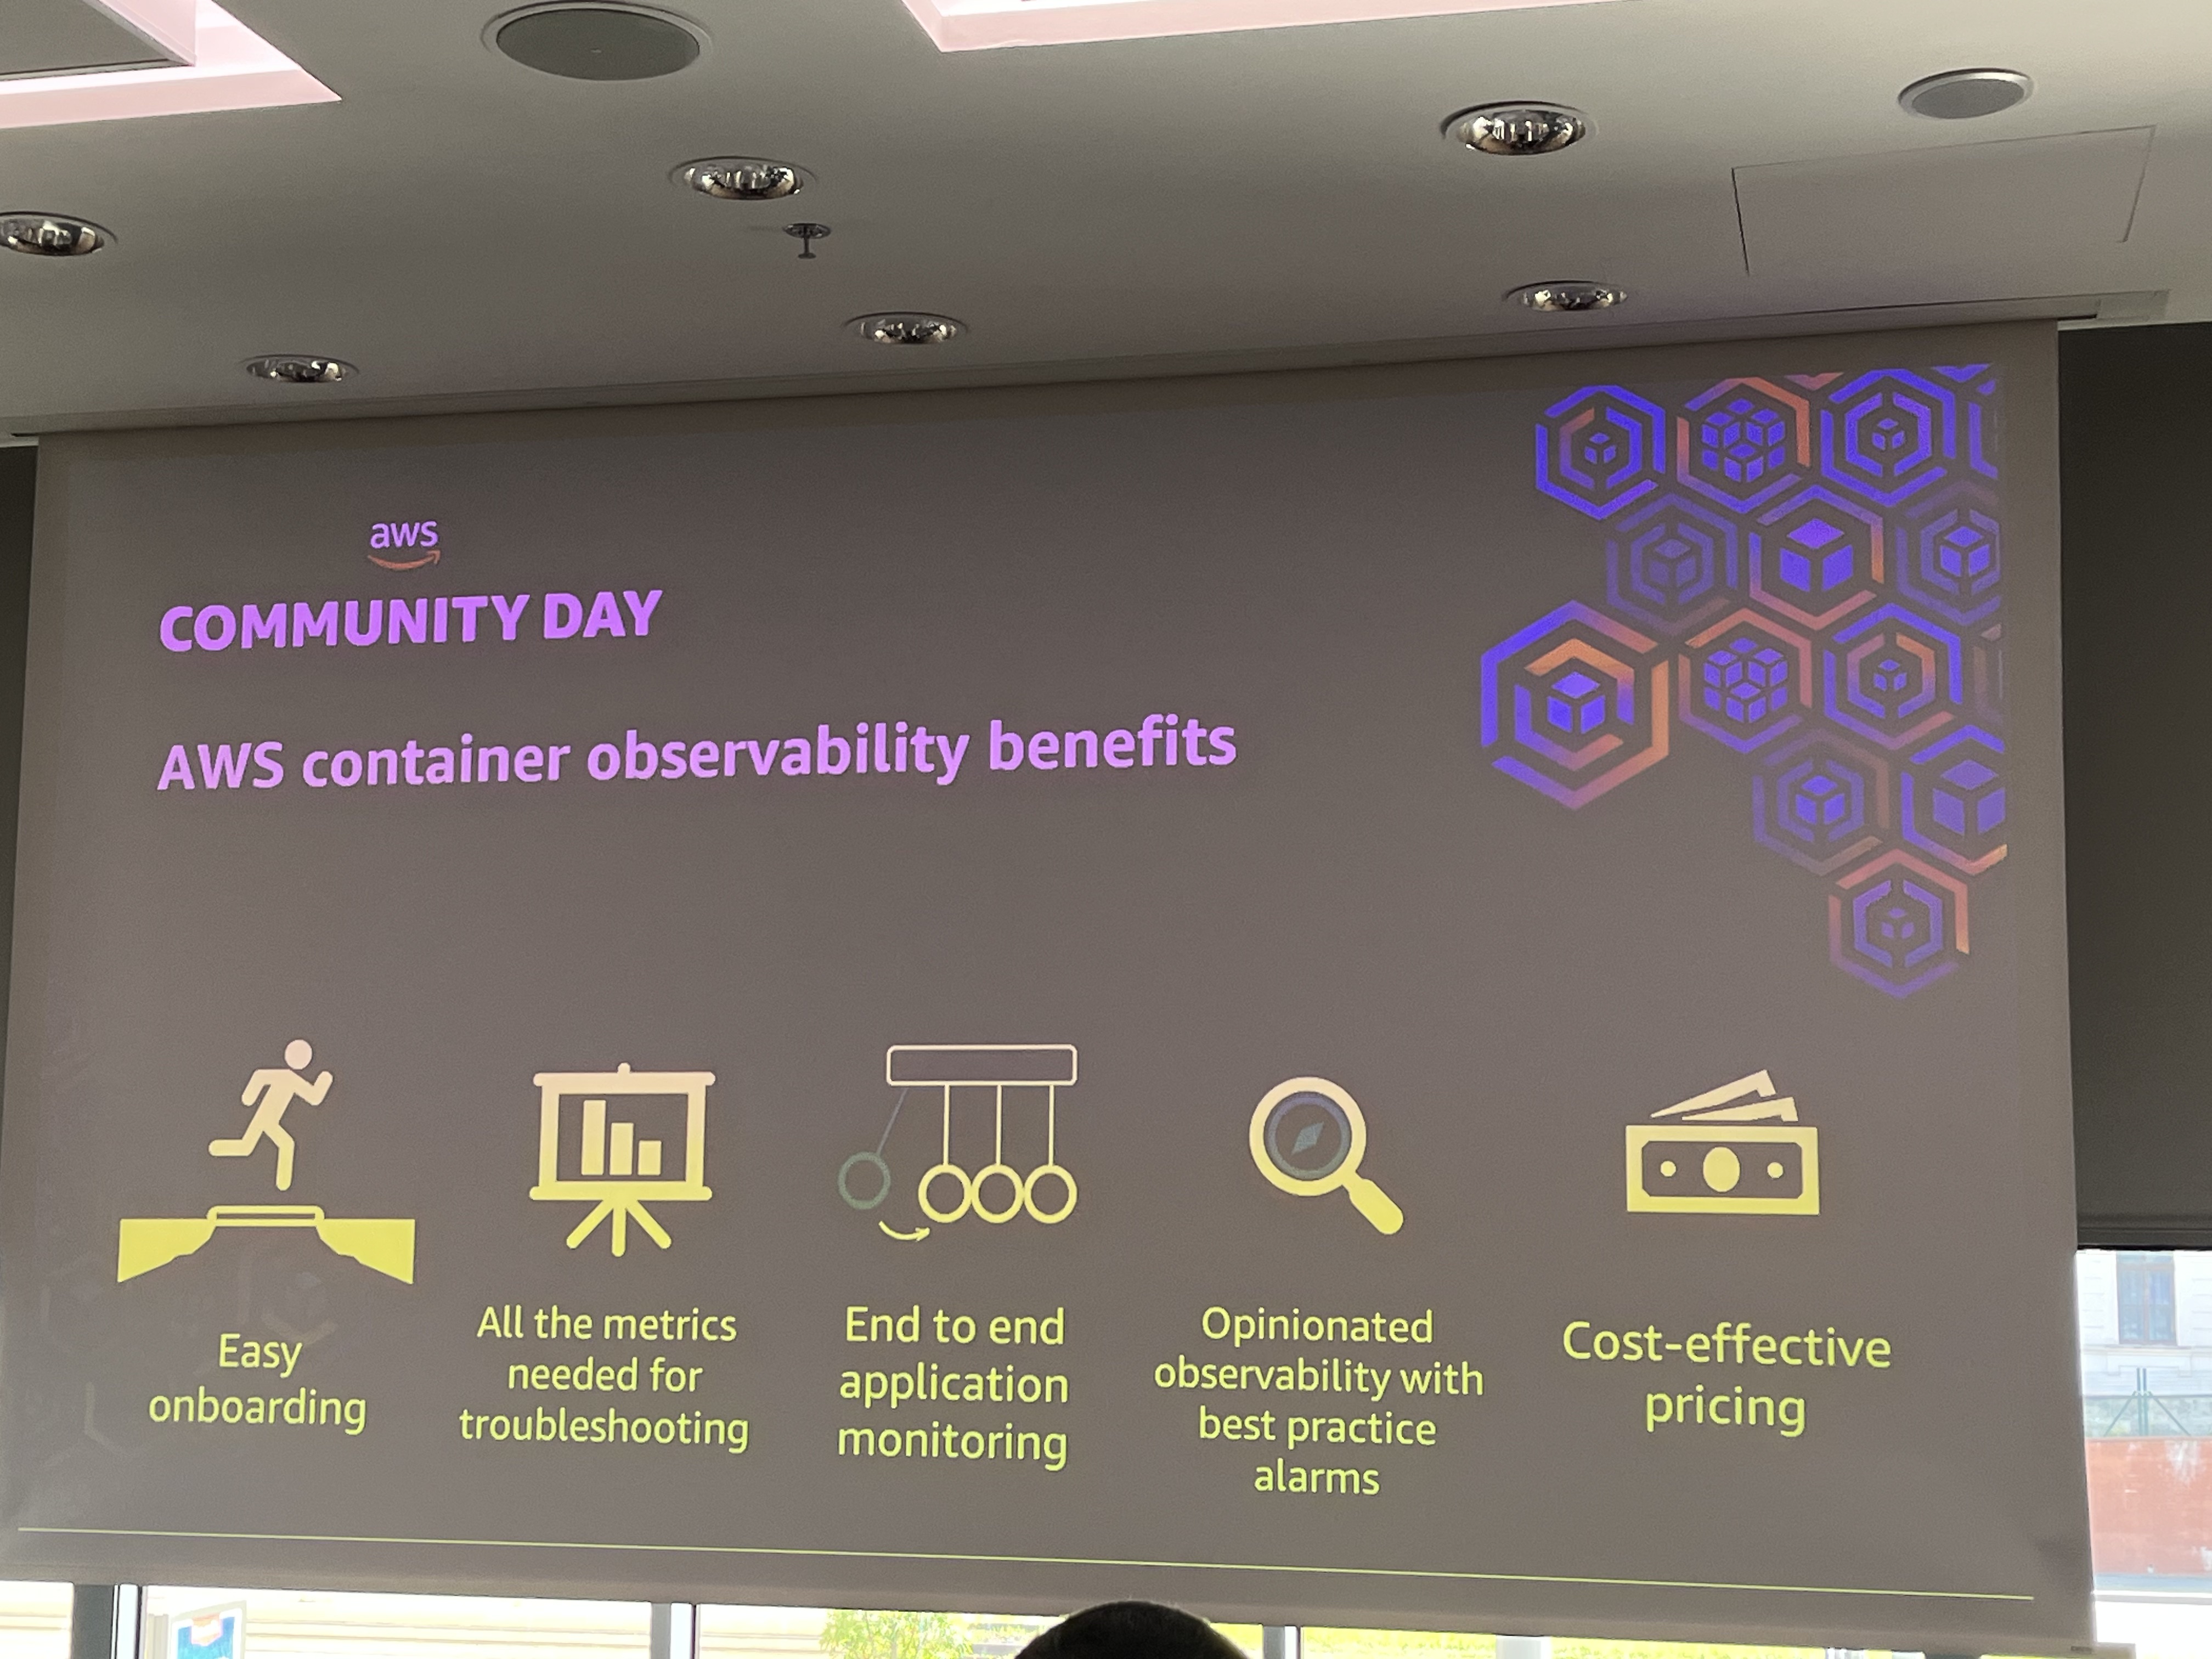 aws
COMMUNITY DAY
AWS container observability benefits
Easy
onboarding
All the metrics
needed for
troubleshooting
End to end
application
monitoring
Opinionated
observability with
best practice
alarms
Cost-effective
pricing